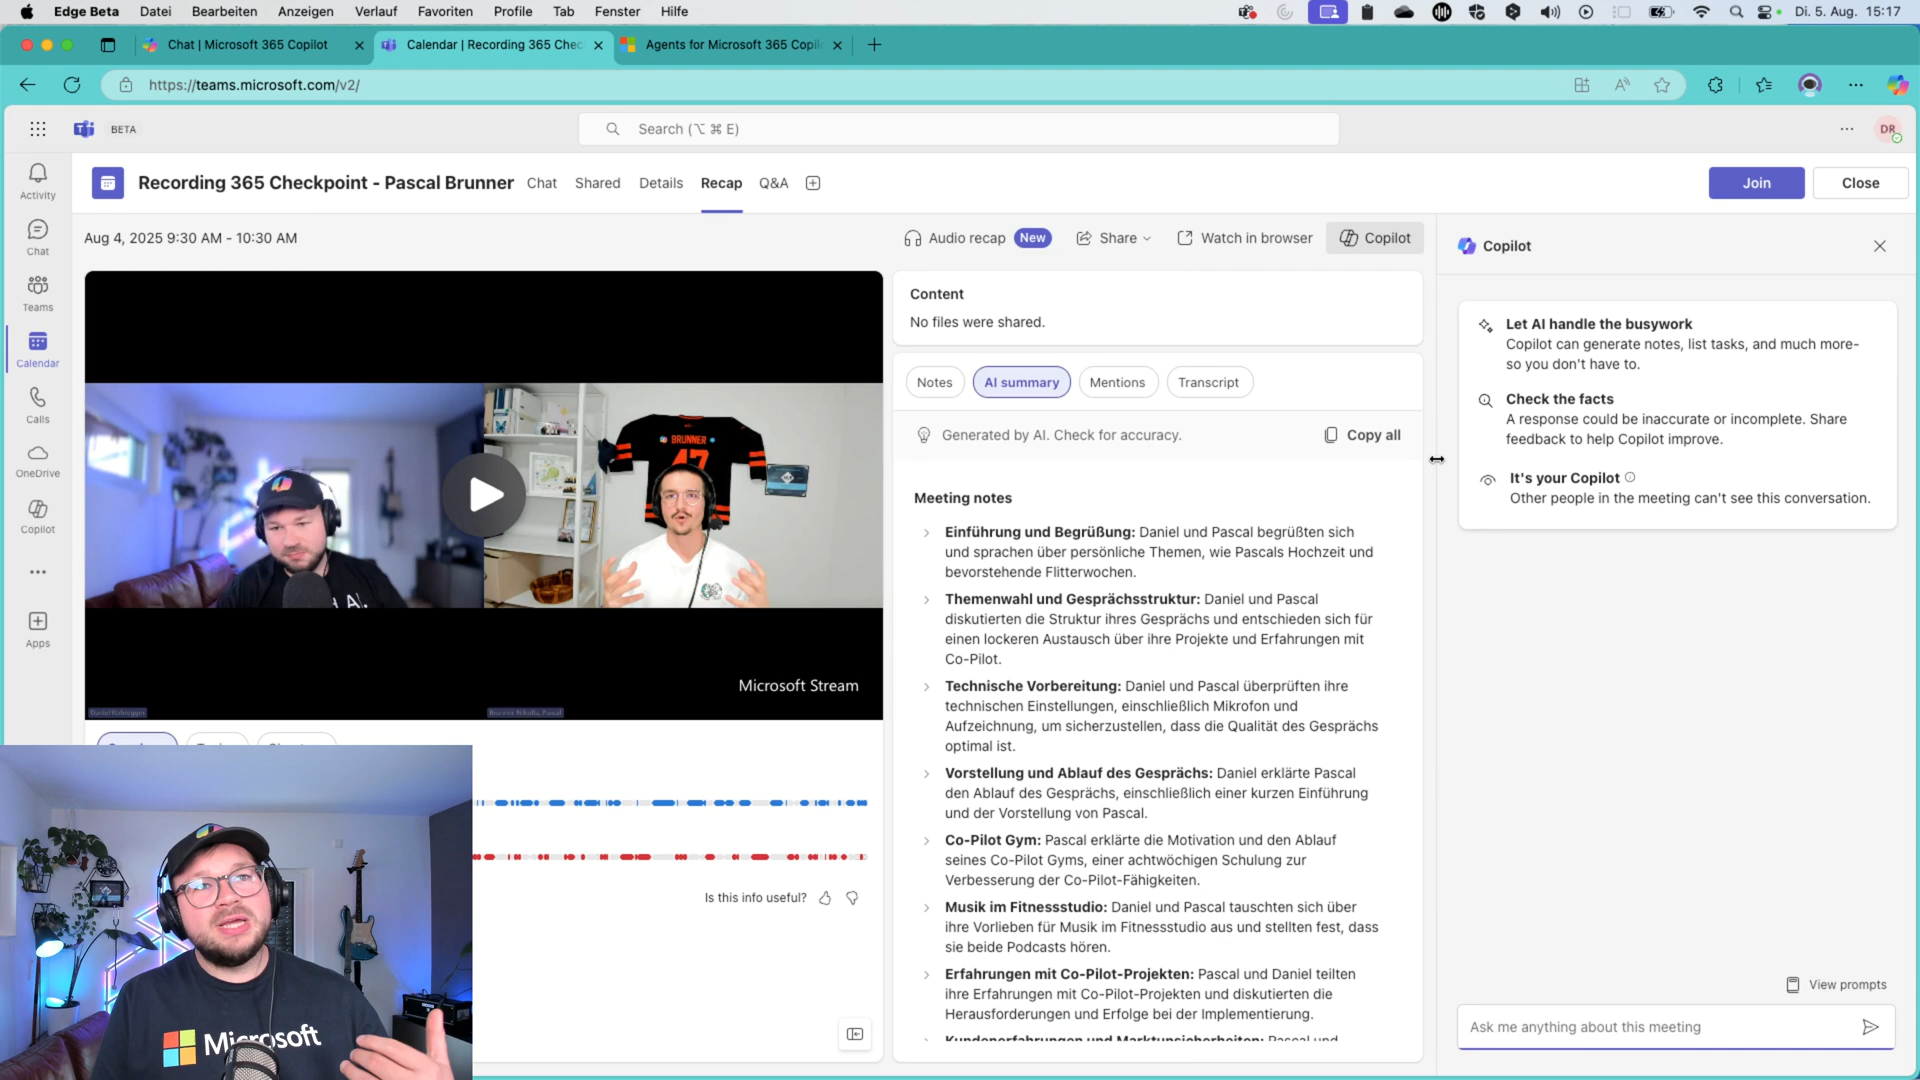 Edge Beta Datei Bearbeiten Anzeigen Verlauf Favoriten Profile Tab Fenster Hilfe
Di. 5. Aug. 15:17
Chat | Microsoft 365 Copilot
Calendar | Recording 365 Chec
Agents for Microsoft 365 Copil
https://teams.microsoft.com/v2/
BETA
Search (⌥ ⌘ E)
DR
Activity
Chat
Teams
Calendar
Calls
OneDrive
Copilot
Apps
Recording 365 Checkpoint - Pascal Brunner
Chat Shared Details Recap Q&A
Join
Close
Aug 4, 2025 9:30 AM - 10:30 AM
Audio recap New
Share
Watch in browser
Copilot
BRUNNER
47
Microsoft Stream
Is this info useful?
Microsoft
Content
No files were shared.
Notes
AI summary
Mentions
Transcript
Generated by AI. Check for accuracy.
Copy all
Meeting notes
Einführung und Begrüßung: Daniel und Pascal begrüßten sich
und sprachen über persönliche Themen, wie Pascals Hochzeit und
bevorstehende Flitterwochen.
Themenwahl und Gesprächsstruktur: Daniel und Pascal
diskutierten die Struktur ihres Gesprächs und entschieden sich für
einen lockeren Austausch über ihre Projekte und Erfahrungen mit
Co-Pilot.
Technische Vorbereitung: Daniel und Pascal überprüften ihre
technischen Einstellungen, einschließlich Mikrofon und
Aufzeichnung, um sicherzustellen, dass die Qualität des Gesprächs
optimal ist.
Vorstellung und Ablauf des Gesprächs: Daniel erklärte Pascal
den Ablauf des Gesprächs, einschließlich einer kurzen Einführung
und der Vorstellung von Pascal.
Co-Pilot Gym: Pascal erklärte die Motivation und den Ablauf
seines Co-Pilot Gyms, einer achtwöchigen Schulung zur
Verbesserung der Co-Pilot-Fähigkeiten.
Musik im Fitnessstudio: Daniel und Pascal tauschten sich über
ihre Vorlieben für Musik im Fitnessstudio aus und stellten fest, dass
sie beide Podcasts hören.
Erfahrungen mit Co-Pilot-Projekten: Pascal und Daniel teilten
ihre Erfahrungen mit Co-Pilot-Projekten und diskutierten die
Herausforderungen und Erfolge bei der Implementierung.
Kundenerfahrungen und Marktunsicherheiten: Pascal und
Copilot
Let AI handle the busywork
Copilot can generate notes, list tasks, and much more-
so you don't have to.
Check the facts
A response could be inaccurate or incomplete. Share
feedback to help Copilot improve.
It's your Copilot
Other people in the meeting can't see this conversation.
View prompts
Ask me anything about this meeting